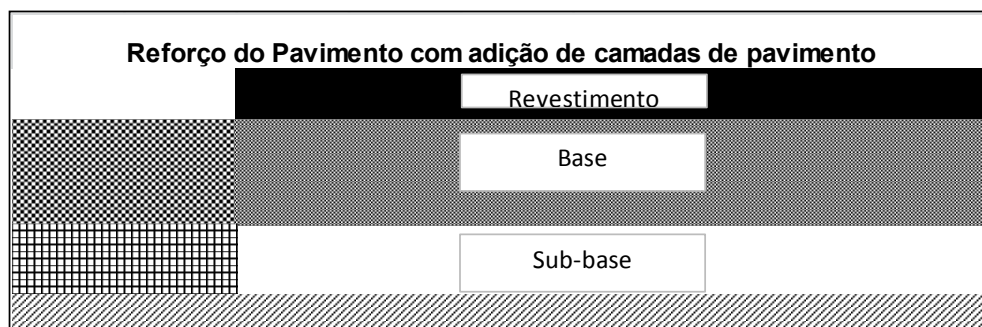 Reforço do Pavimento com adição de camadas de pavimento
Revestimento
Base
Sub-base